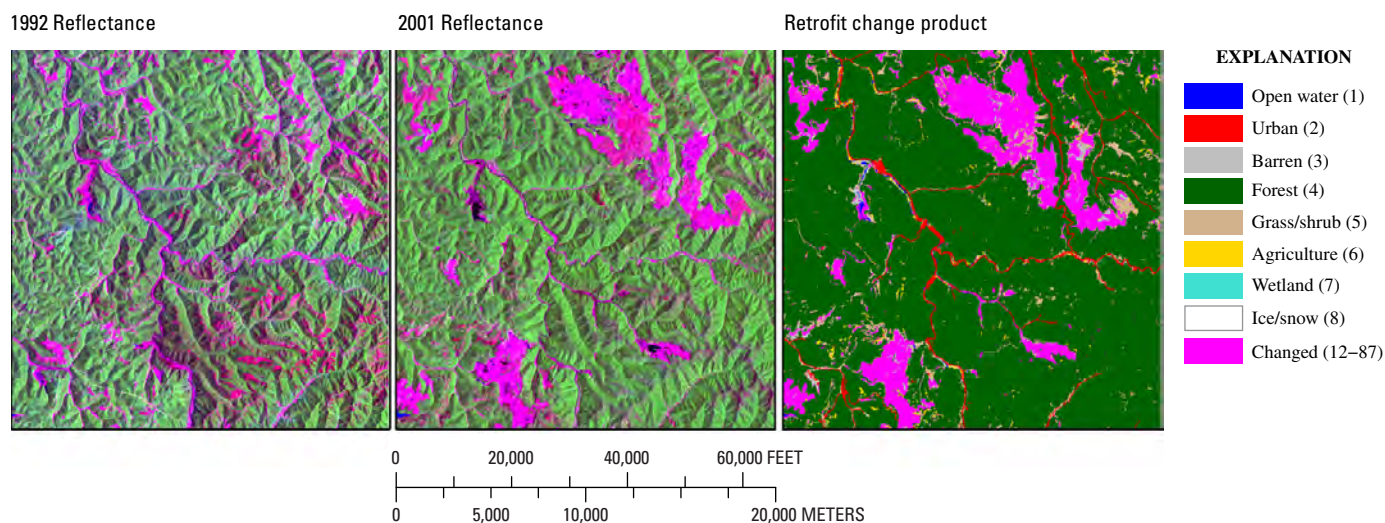 1992 Reflectance
2001 Reflectance
Retrofit change product
EXPLANATION
Open water (1)
Urban (2)
Barren (3)
Forest (4)
Grass/shrub (5)
Agriculture (6)
Wetland (7)
Ice/snow (8)
Changed (12–87)
0 20,000 40,000 60,000 FEET
0 5,000 10,000 20,000 METERS